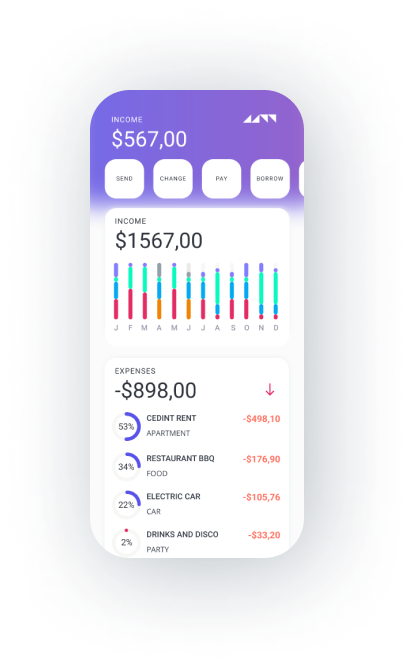 INCOME
$567,00
SEND CHANGE PAY BORROW
INCOME
$1567,00
J F M A M J J A S O N D
EXPENSES
-$898,00
53% CEDINT RENT -$498,10
APARTMENT
34% RESTAURANT BBQ -$176,90
FOOD
22% ELECTRIC CAR -$105,76
CAR
2% DRINKS AND DISCO -$33,20
PARTY